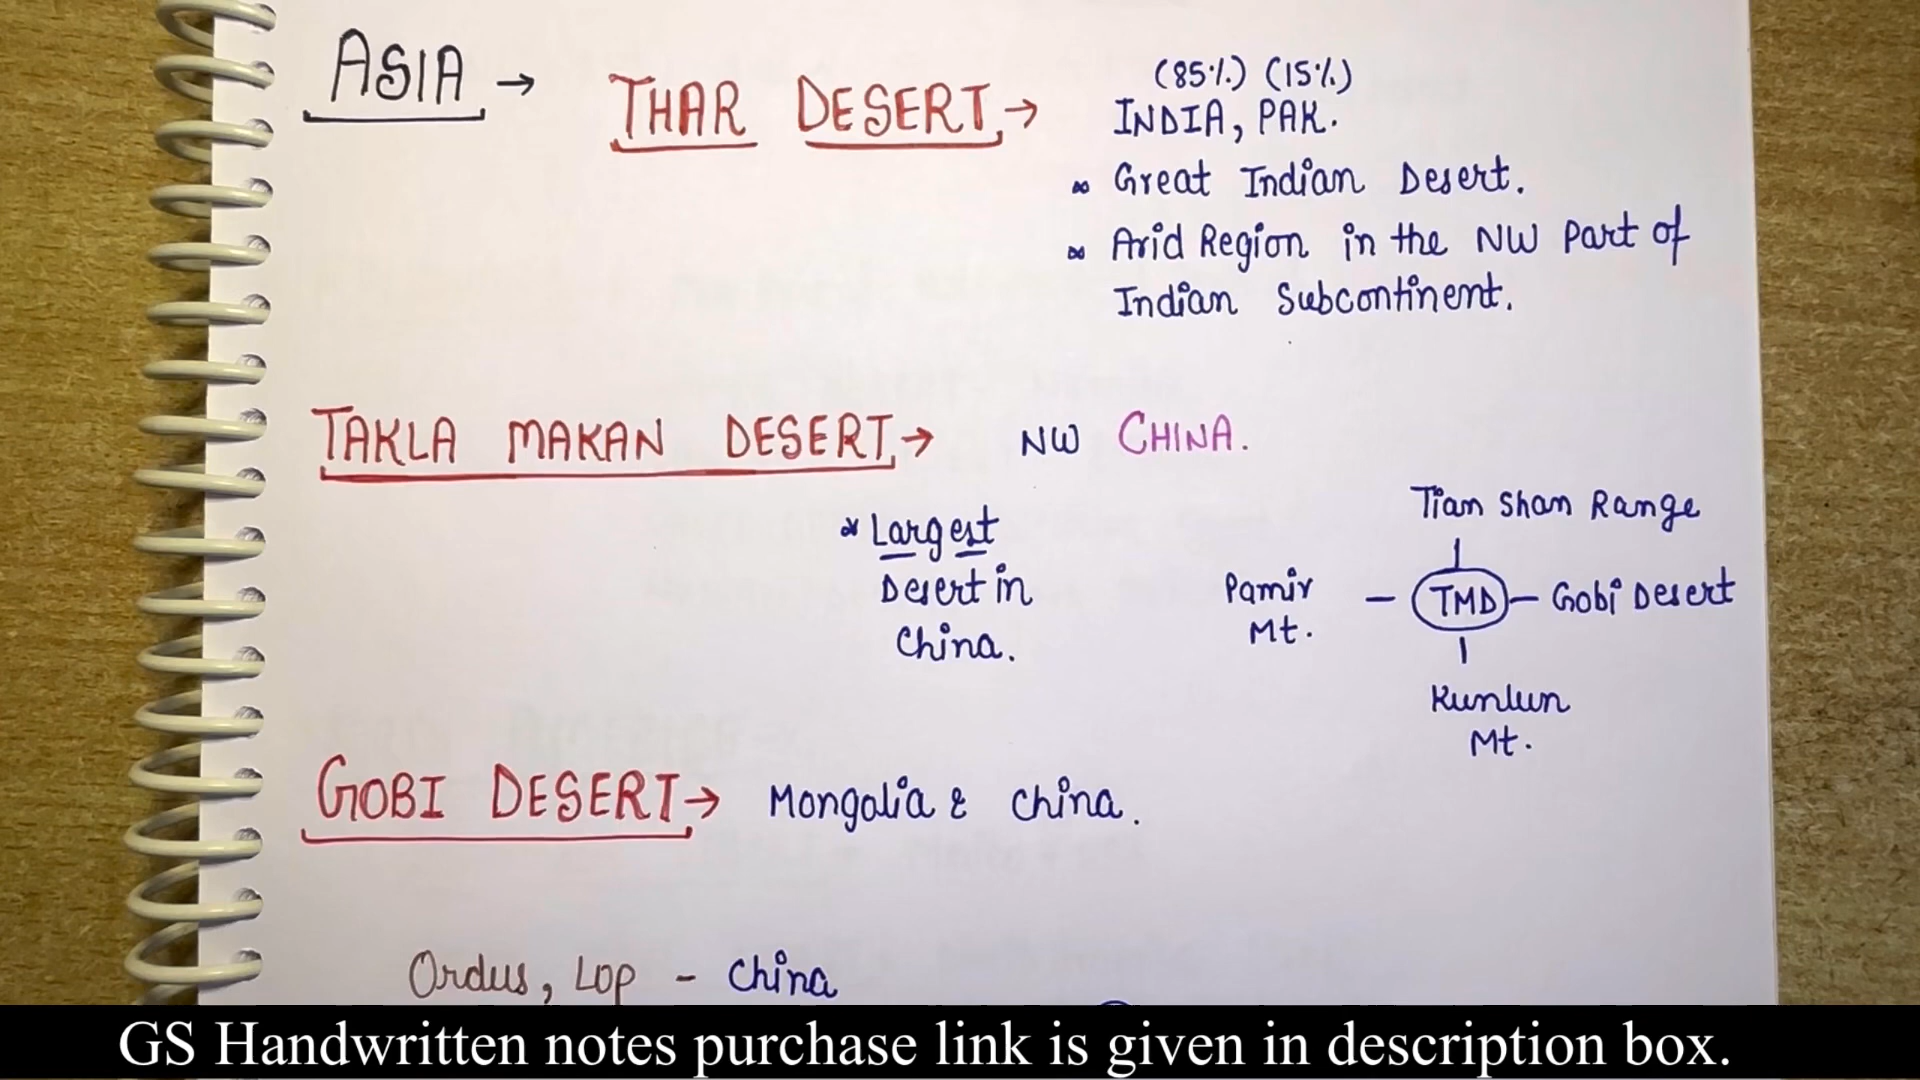 ASIA → THAR DESERT → (85%) (15%)
INDIA, PAK.
Great Indian Desert.
Arid Region in the NW Part of
Indian Subcontinent.
TAKLA MAKAN DESERT → NW CHINA.
* Largest
Desert in
China.
Tian Shan Range
Pamir
Mt.
— TMD — Gobi Desert
Kunlun
Mt.
GOBI DESERT → Mongolia & China.
Ordus, Lop - China
GS Handwritten notes purchase link is given in description box.